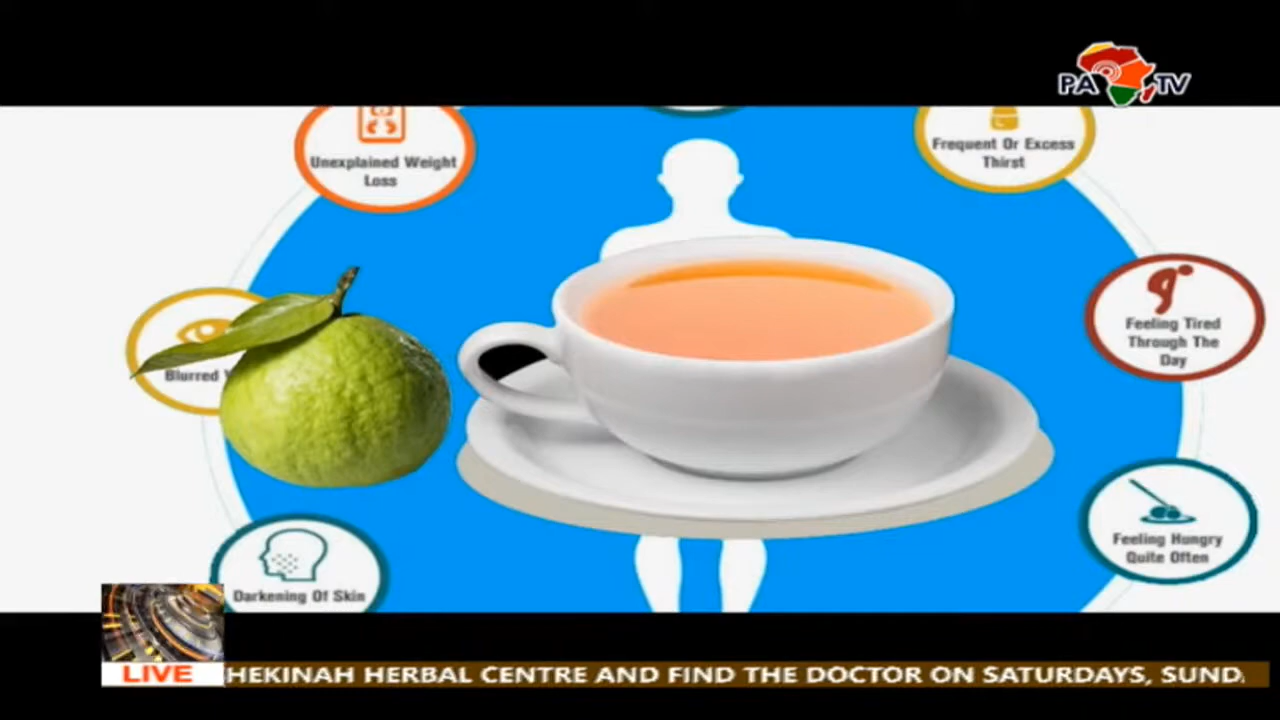 PA TV
Unexplained Weight
Loss
Frequent Or Excess
Thirst
Feeling Tired
Through The
Day
Blurred
Feeling Hungry
Quite Often
Darkening Of Skin
LIVE
HEKINAH HERBAL CENTRE AND FIND THE DOCTOR ON SATURDAYS, SUND